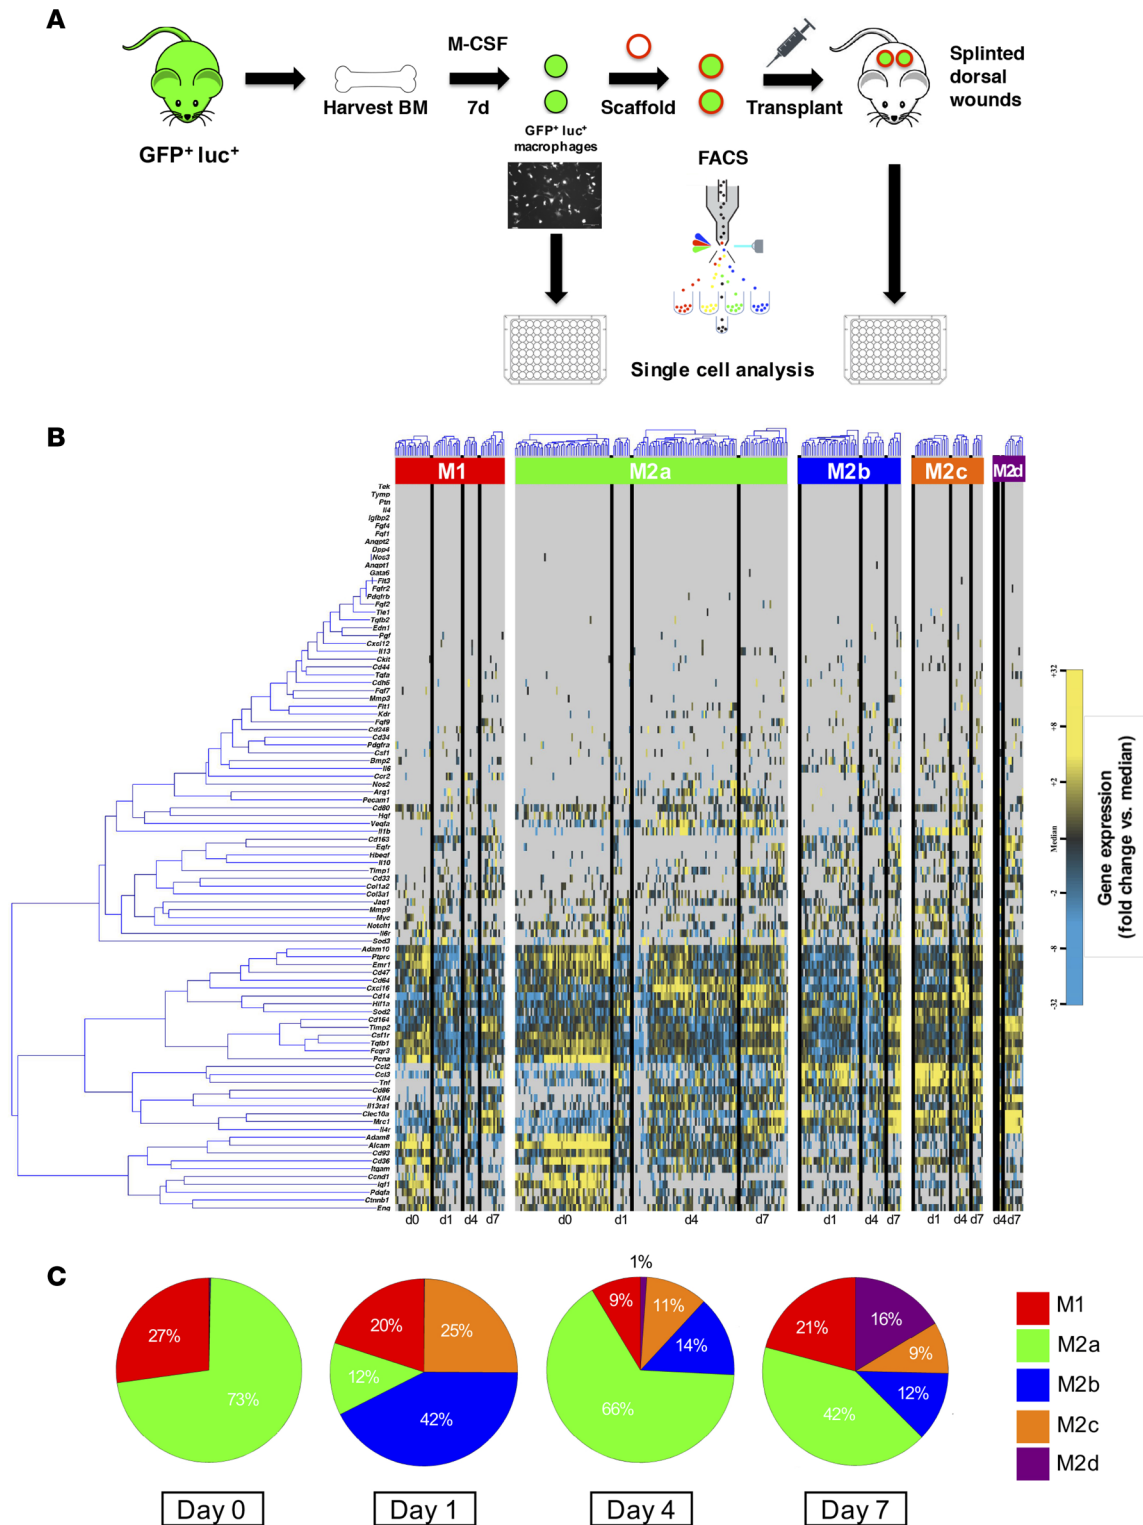 A
GFP+ luc+
Harvest BM
M-CSF
7d
GFP+ luc+
macrophages
Scaffold
Transplant
Splinted
dorsal
wounds
FACS
Single cell analysis
B
M1
M2a
M2b
M2c
M2d
Tek
Tymp
Ptn
Il4
Igfbp2
Fgf4
Fgf1
Angpt2
Dpp4
Nos3
Angpt1
Gata6
Flt3
Fgfr2
Pdgfrb
Fgf2
Tie1
Tgfb2
Edn1
Pgf
Cxcl12
Il13
Ckit
Cd44
Tgfa
Cdh5
Fgf7
Mmp3
Flt1
Kdr
Fgf9
Cd248
Cd34
Pdgfra
Csf1
Bmp2
Il6
Ccr2
Nos2
Arg1
Pecam1
Cd80
Hgf
Vegfa
Il1b
Cd163
Egfr
Hbegf
Il10
Timp1
Cd33
Col1a2
Col3a1
Jag1
Mmp9
Myc
Notch1
Il6r
Sod3
Adam10
Ptprc
Emr1
Cd47
Cd64
Cxcl16
Cd14
Hif1a
Sod2
Cd164
Timp2
Csf1r
Tgfb1
Fcgr3
Pcna
Ccl2
Ccl3
Tnf
Cd86
Klf4
Il13ra1
Clec10a
Mrc1
Il4r
Adam8
Alcam
Cd93
Cd36
Itgam
Ccnd1
Igf1
Pdgfa
Ctnnb1
Eng
d0 d1 d4 d7
d0 d1 d4 d7
d1 d4 d7
d1 d4 d7
d4 d7
+32
+8
+2
Median
-2
-8
-32
Gene expression
(fold change vs. median)
C
27%
73%
Day 0
20%
25%
12%
42%
Day 1
1%
9%
11%
14%
66%
Day 4
21%
16%
9%
12%
42%
Day 7
M1
M2a
M2b
M2c
M2d